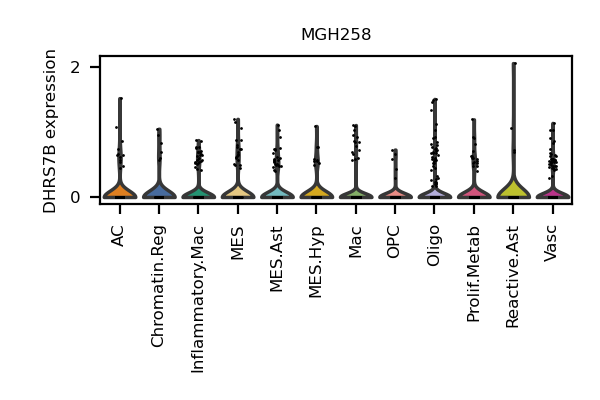 MGH258
DHRS7B expression
2
0
AC
Chromatin.Reg
Inflammatory.Mac
MES
MES.Ast
MES.Hyp
Mac
OPC
Oligo
Prolif.Metab
Reactive.Ast
Vasc